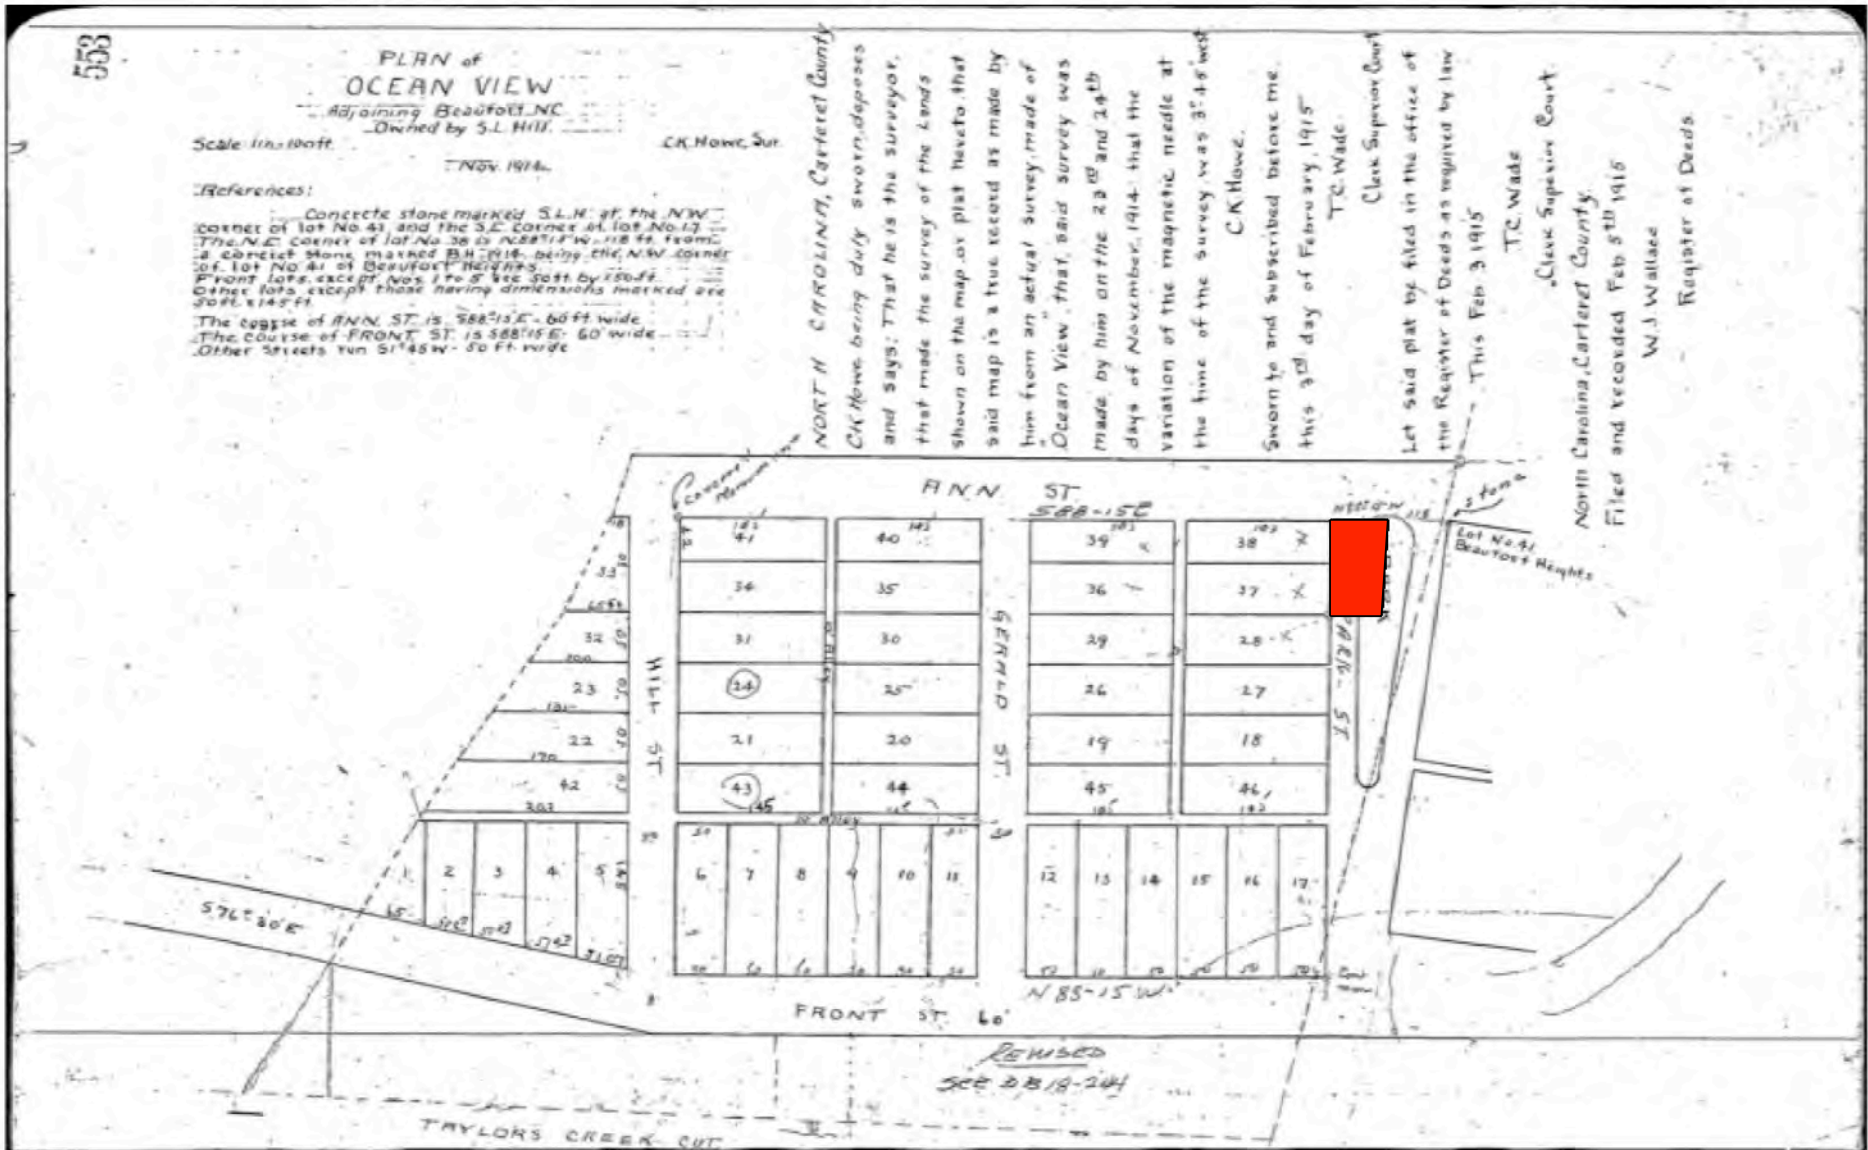 553
PLAN of
OCEAN VIEW
Adjoining Beaufort NC
Owned by S.L. Hill
Scale 1in=100ft.
C.K. Howe, Sur.
Nov. 1914
References:
Concrete stone marked S.L.H. at the N.W.
corner of lot No. 41, and the S.E. corner of lot No. 17
The N.E. corner of lot No. 38 is N.88°15'W. 118 ft. from
a concret stone marked B.H. 1914 being the N.W. corner
of lot No 41 of Beaufort Heights
Front lots, except Nos. 1 to 5 are 50ft by 150ft.
Other lots except those having dimensions marked are
50ft x 145ft
The course of ANN. ST. is S88°15'E - 60 ft. wide
The course of FRONT ST. is S88°15'E - 60' wide
Other Streets run S1°45W - 50 ft. wide
NORTH CAROLINA, Carteret County
C.K. Howe being duly sworn, deposes
and says: That he is the surveyor,
that made the survey of the Lands
shown on the map or plat hereto, that
said map is a true record as made by
him from an actual survey made of
"Ocean View", that said survey was
made by him on the 23rd and 24th
days of November, 1914 that the
variation of the magnetic needle at
the time of the survey was 3°45' west
C.K. Howe.
Sworn to and subscribed before me
this 3rd day of February, 1915
T.C. Wade
Clerk Superior Court
Let said plat be filed in the office of
the Register of Deeds as required by law
This Feb 3 1915
T.C. Wade
Clerk Superior Court.
North Carolina, Carteret County.
Filed and recorded Feb 5th 1915
W.J. Wallace
Register of Deeds
ANN ST
S88-15E
stone
118
Lot No. 41
Beaufort Heights
41 40 39 38
33 34 35 36 37
32 31 30 29 28
23 24 25 26 27
22 21 20 19 18
42 43 44 45 46
HILL ST
GERALD ST.
PARK ST
10 Alley
1 2 3 4 5 6 7 8 9 10 11 12 13 14 15 16 17
S76°30'E
N 88-15 W
FRONT ST. 60'
REVISED
SEE DB 18-244
TAYLORS CREEK CUT